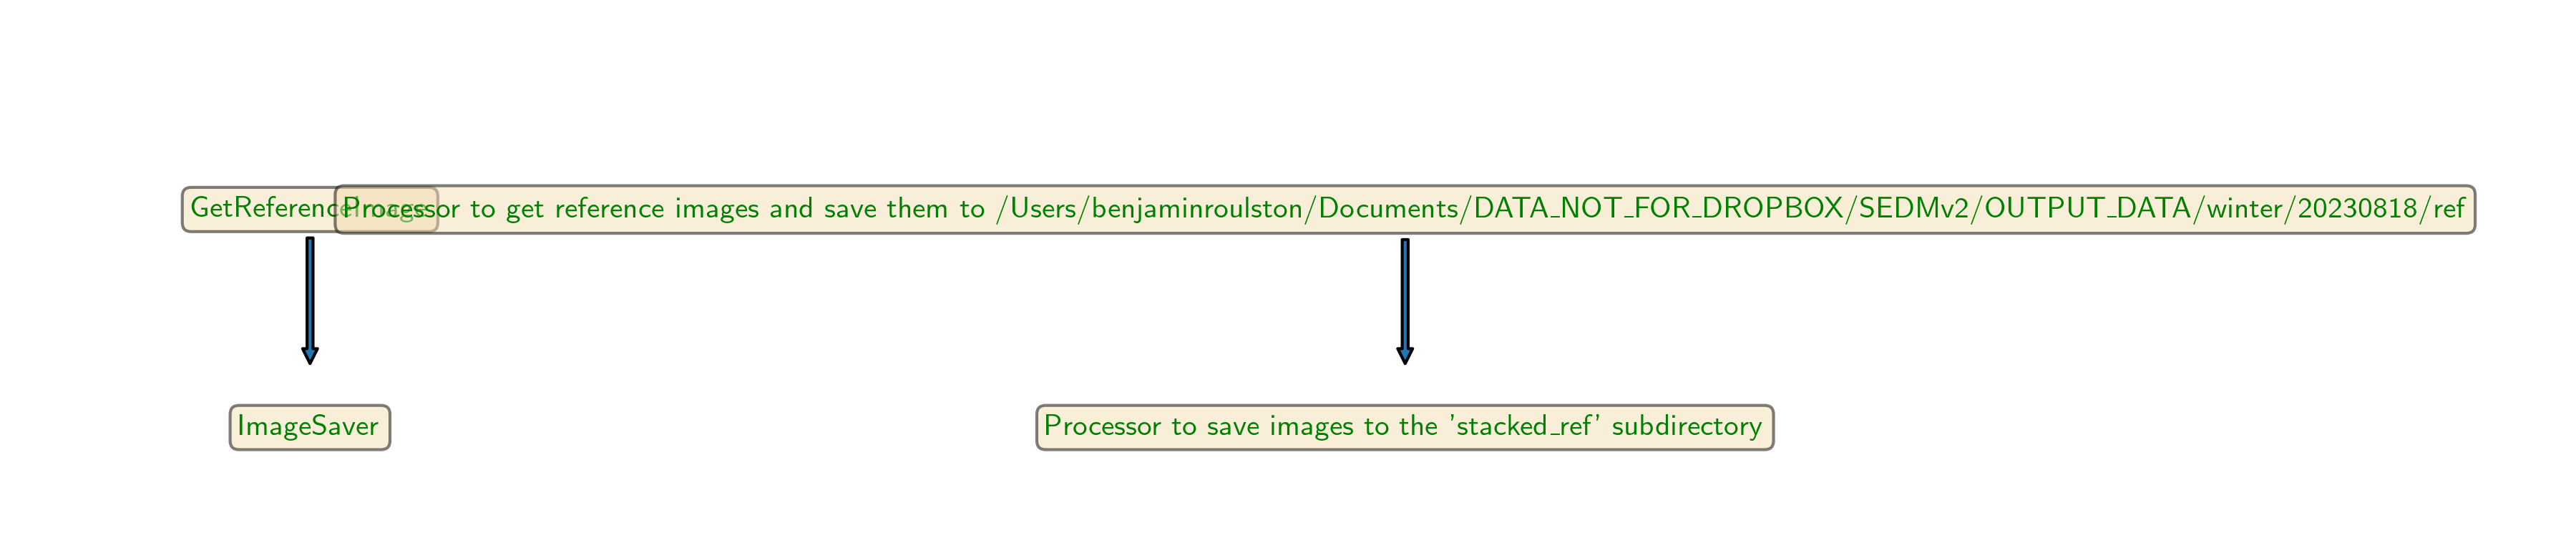 GetReferenceImage
Processor to get reference images and save them to /Users/benjaminroulston/Documents/DATA_NOT_FOR_DROPBOX/SEDMv2/OUTPUT_DATA/winter/20230818/ref
ImageSaver
Processor to save images to the 'stacked_ref' subdirectory